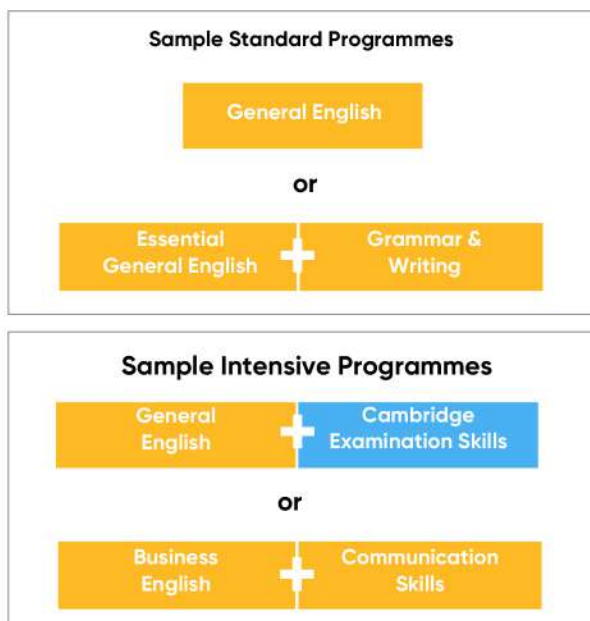 Sample Standard Programmes
General English
or
Essential
General English
Grammar &
Writing
Sample Intensive Programmes
General
English
Cambridge
Examination Skills
or
Business
English
Communication
Skills